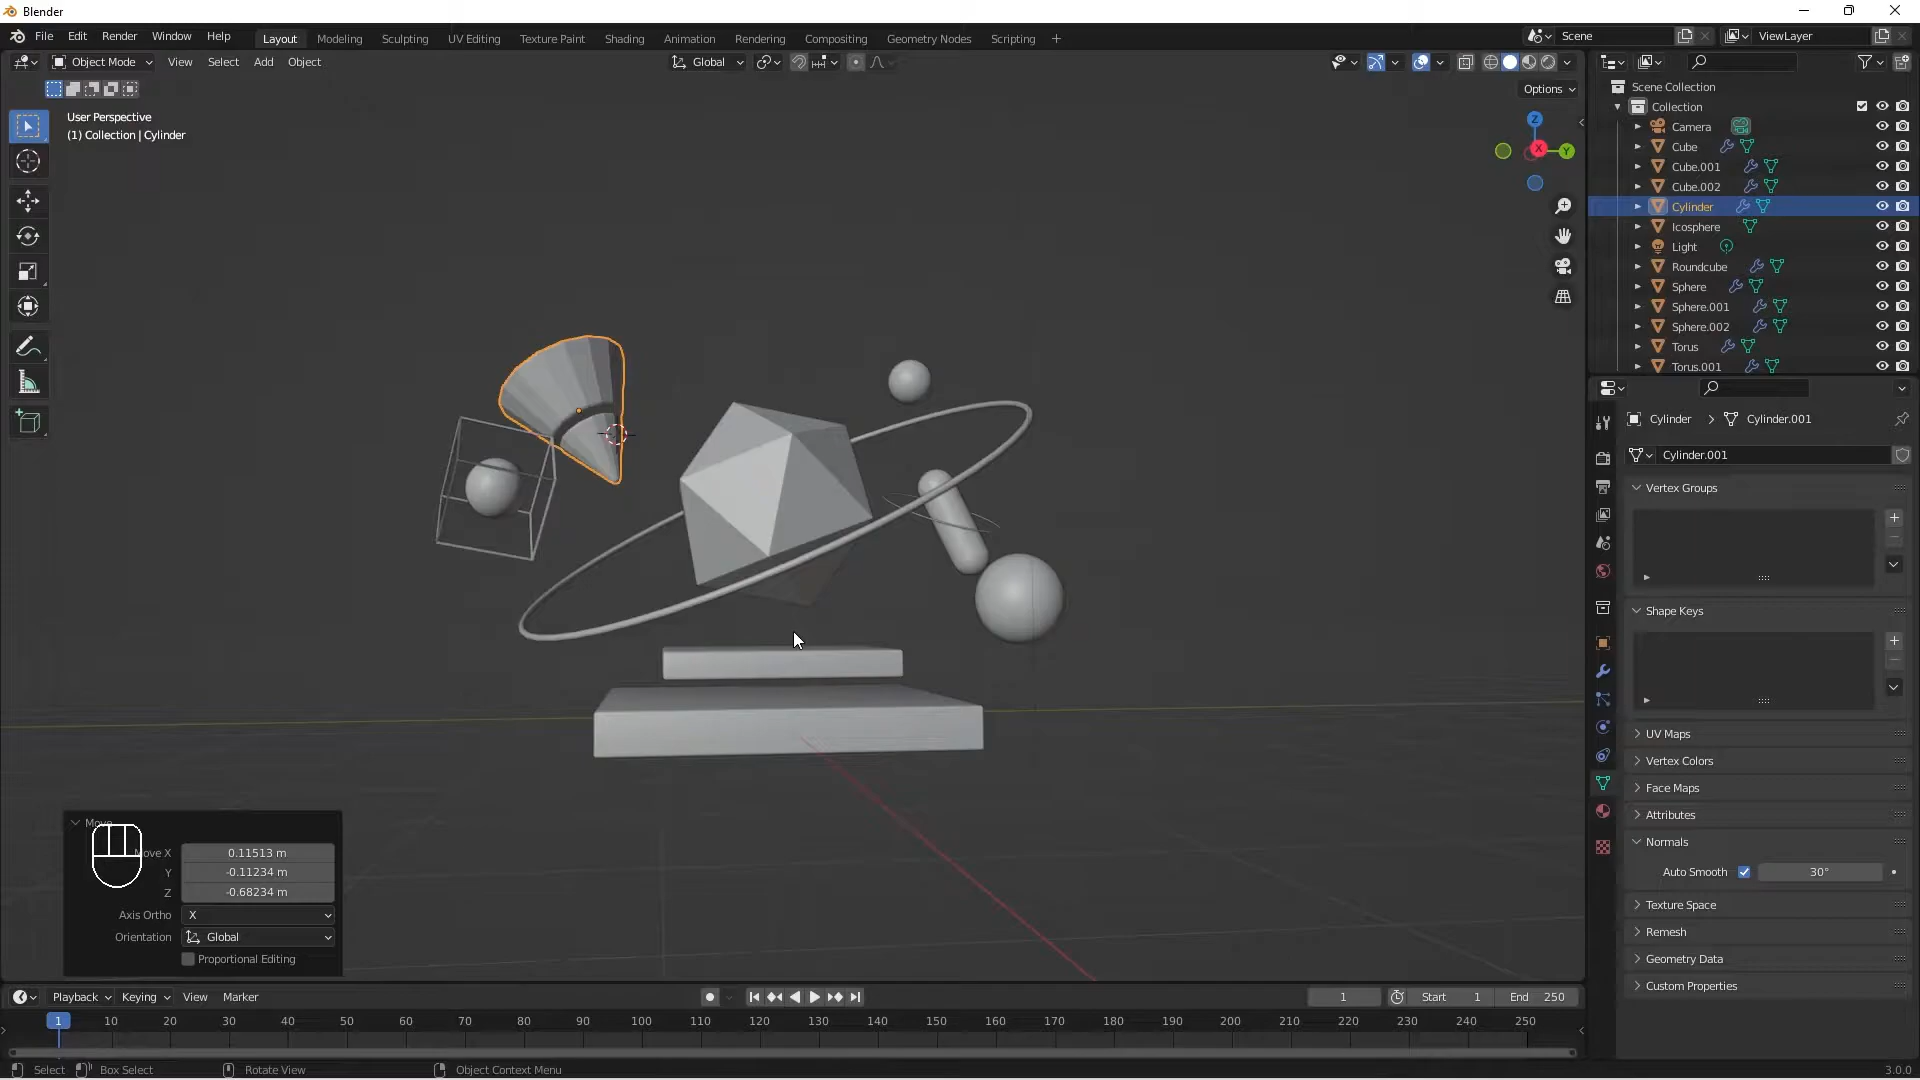 Blender
File Edit Render Window Help
Layout Modeling Sculpting UV Editing Texture Paint Shading Animation Rendering Compositing Geometry Nodes Scripting +
Scene
ViewLayer
Object Mode View Select Add Object
Global
Options
User Perspective
(1) Collection | Cylinder
Z
X
Y
Scene Collection
Collection
Camera
Cube
Cube.001
Cube.002
Cylinder
Icosphere
Light
Roundcube
Sphere
Sphere.001
Sphere.002
Torus
Torus.001
Cylinder > Cylinder.001
Cylinder.001
Vertex Groups
Shape Keys
UV Maps
Vertex Colors
Face Maps
Attributes
Normals
Auto Smooth 30°
Texture Space
Remesh
Geometry Data
Custom Properties
Move X 0.11513 m
Y -0.11234 m
Z -0.68234 m
Axis Ortho X
Orientation Global
Proportional Editing
Playback Keying View Marker
1 Start 1 End 250
1 10 20 30 40 50 60 70 80 90 100 110 120 130 140 150 160 170 180 190 200 210 220 230 240 250
Select Box Select Rotate View Object Context Menu
3.0.0